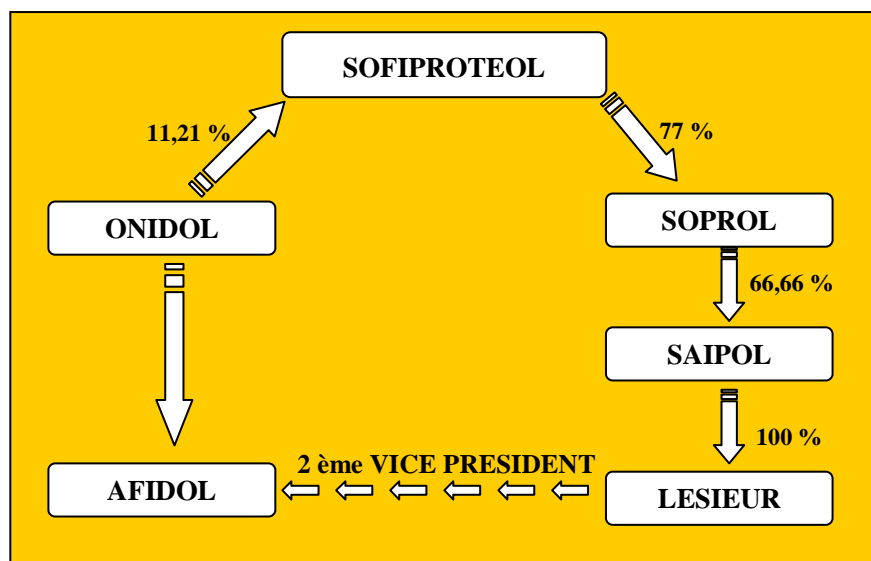 SOFIPROTEOL
11,21 %
77 %
ONIDOL
SOPROL
66,66 %
SAIPOL
100 %
2 ème VICE PRESIDENT
AFIDOL
LESIEUR